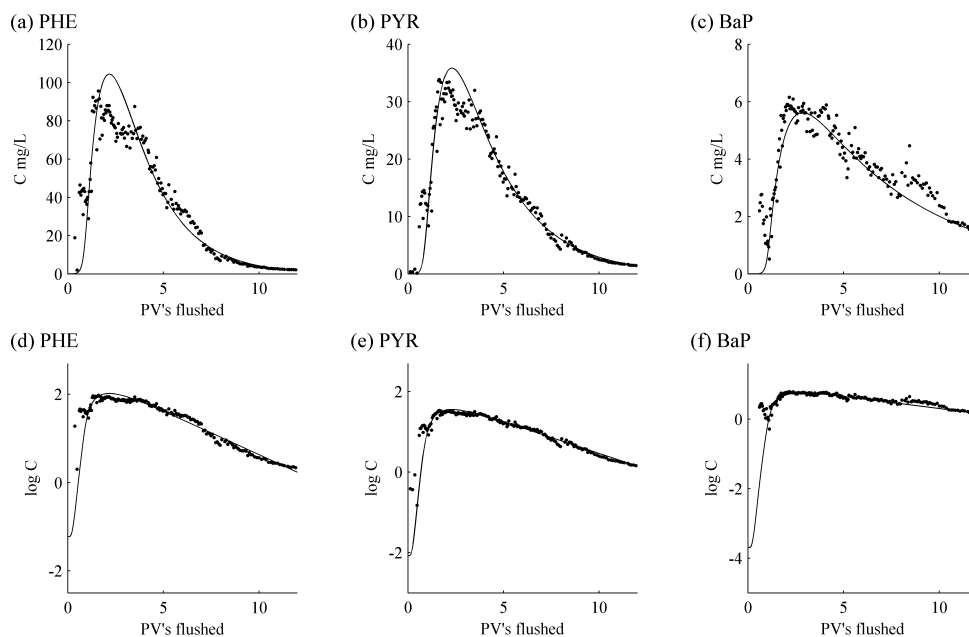 (a) PHE
120
100
80
60
40
20
0
C mg/L
0 5 10
PV's flushed
(b) PYR
40
30
20
10
0
C mg/L
0 5 10
PV's flushed
(c) BaP
8
6
4
2
0
C mg/L
0 5 10
PV's flushed
(d) PHE
2
0
-2
log C
0 5 10
PV's flushed
(e) PYR
2
0
-2
log C
0 5 10
PV's flushed
(f) BaP
0
-2
-4
log C
0 5 10
PV's flushed